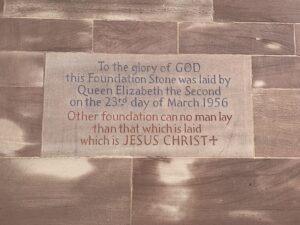 To the glory of GOD
this Foundation Stone was laid by
Queen Elizabeth the Second
on the 23rd day of March 1956
Other foundation can no man lay
than that which is laid
which is JESUS CHRIST✝